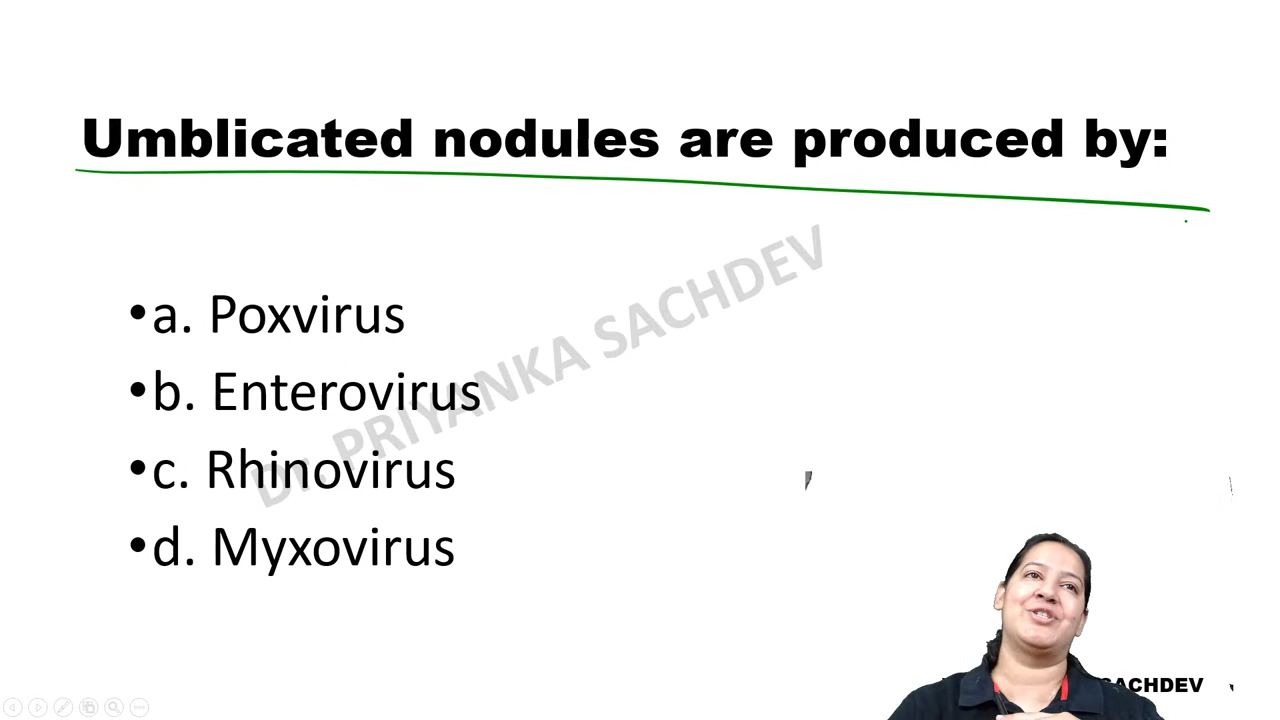 Umblicated nodules are produced by:
•a. Poxvirus
•b. Enterovirus
•c. Rhinovirus
•d. Myxovirus
Dr. PRIYANKA SACHDEV
SACHDEV